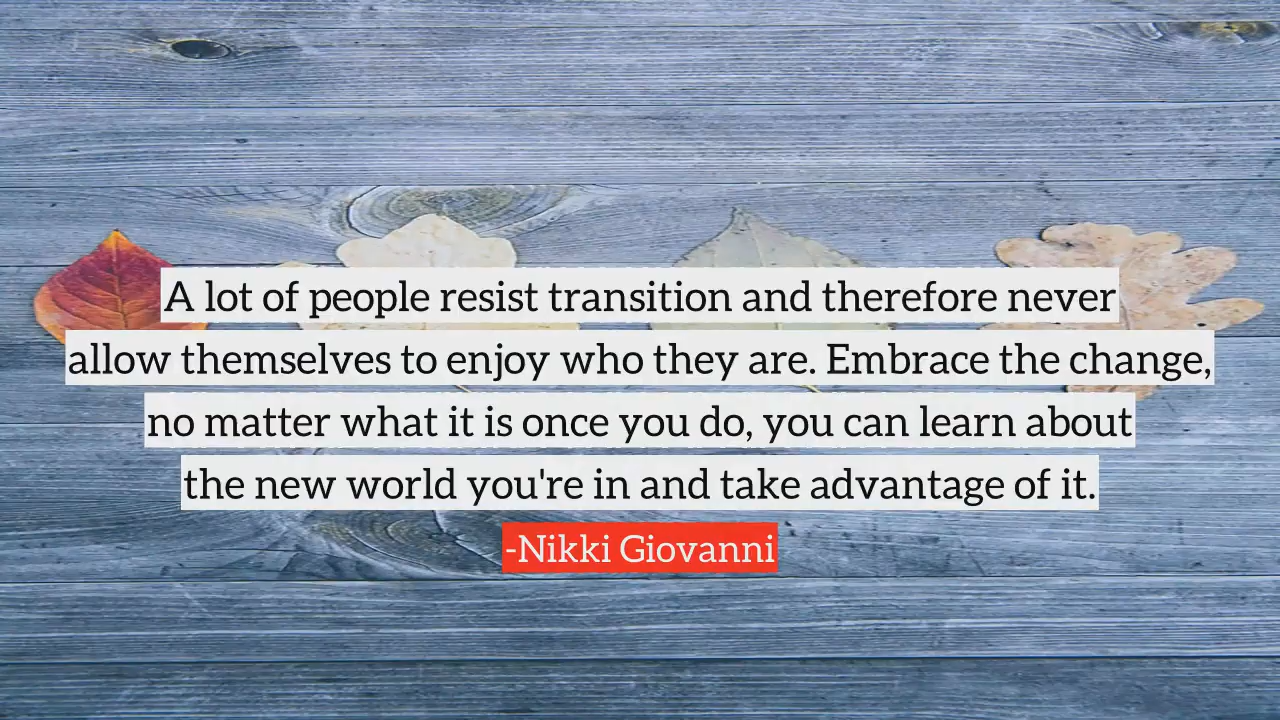 A lot of people resist transition and therefore never
allow themselves to enjoy who they are. Embrace the change,
no matter what it is once you do, you can learn about
the new world you're in and take advantage of it.
-Nikki Giovanni